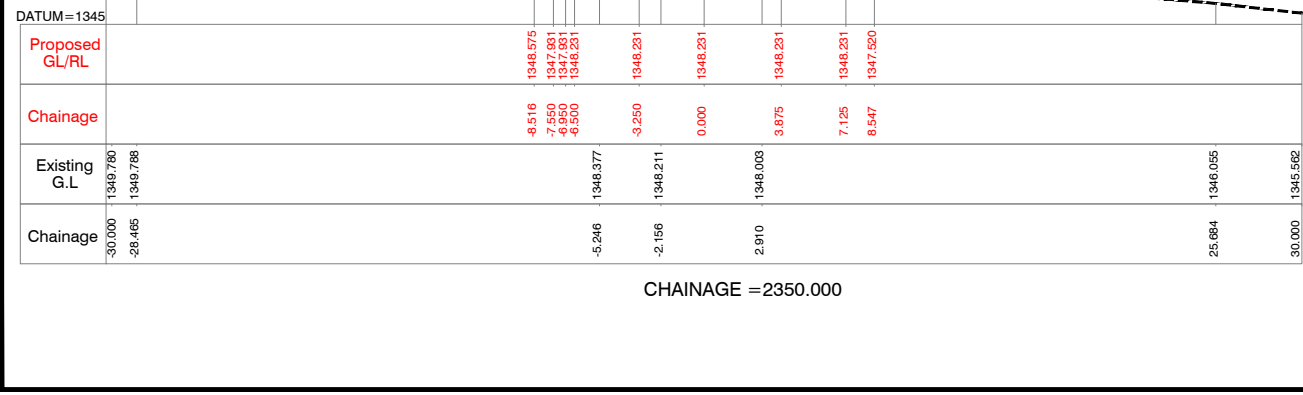 DATUM=1345
Proposed
GL/RL
1348.575 1347.931 1347.931 1348.231 1348.231 1348.231 1348.231 1348.231 1347.520
Chainage
-8.516 -7.550 -6.950 -6.500 -3.250 0.000 3.875 7.125 8.547
Existing
G.L
1349.780 1349.788 1348.377 1348.211 1348.003 1346.055 1345.562
Chainage
-30.000 -28.465 -5.246 -2.156 2.910 25.684 30.000
CHAINAGE =2350.000